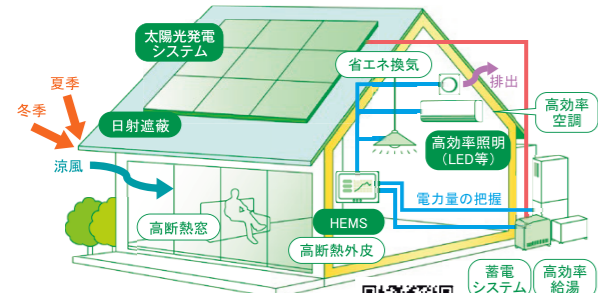 太陽光発電
システム
省エネ換気
排出
夏季
冬季
日射遮蔽
高効率
空調
高効率照明
（LED等）
涼風
電力量の把握
高断熱窓
HEMS
高断熱外皮
蓄電
システム
高効率
給湯